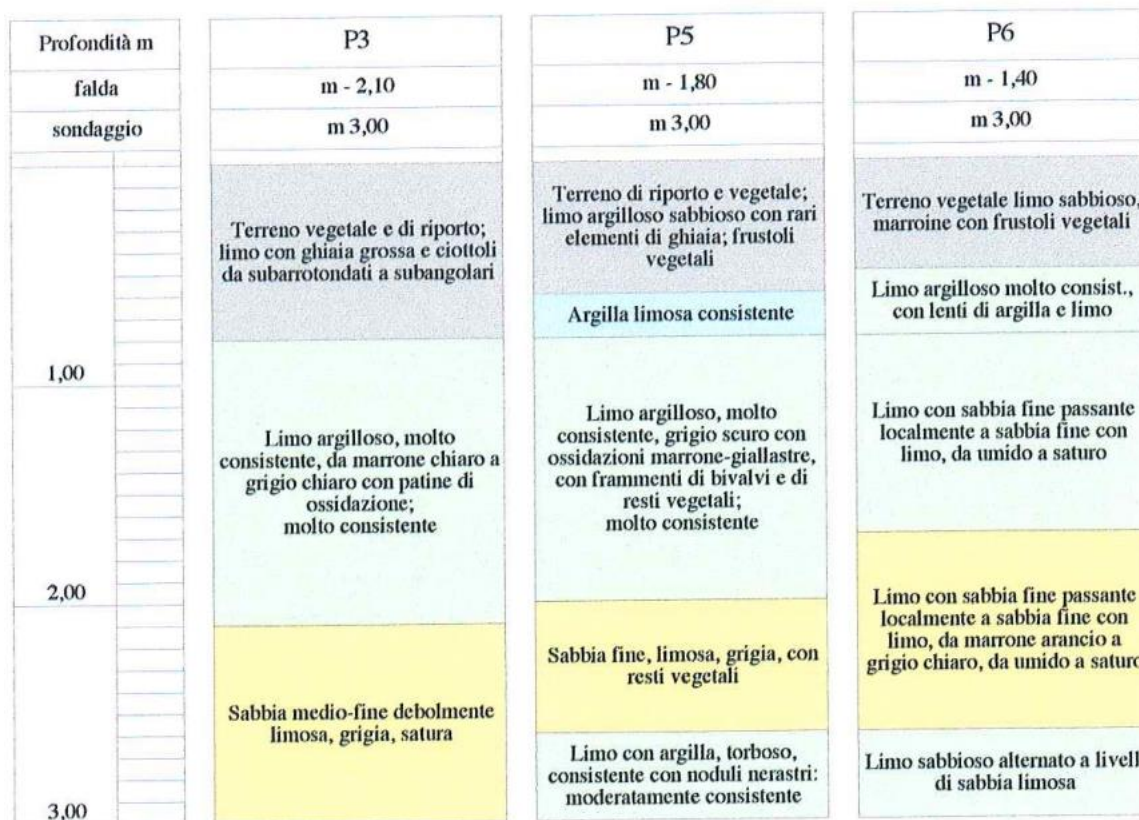 Profondità m
falda
sondaggio
1,00
2,00
3,00
P3
m - 2,10
m 3,00
Terreno vegetale e di riporto;
limo con ghiaia grossa e ciottoli
da subarrotondati a subangolari
Limo argilloso, molto
consistente, da marrone chiaro a
grigio chiaro con patine di
ossidazione;
molto consistente
Sabbia medio-fine debolmente
limosa, grigia, satura
P5
m - 1,80
m 3,00
Terreno di riporto e vegetale;
limo argilloso sabbioso con rari
elementi di ghiaia; frustoli
vegetali
Argilla limosa consistente
Limo argilloso, molto
consistente, grigio scuro con
ossidazioni marrone-giallastre,
con frammenti di bivalvi e di
resti vegetali;
molto consistente
Sabbia fine, limosa, grigia, con
resti vegetali
Limo con argilla, torboso,
consistente con noduli nerastri:
moderatamente consistente
P6
m - 1,40
m 3,00
Terreno vegetale limo sabbioso,
marroine con frustoli vegetali
Limo argilloso molto consist.,
con lenti di argilla e limo
Limo con sabbia fine passante
localmente a sabbia fine con
limo, da umido a saturo
Limo con sabbia fine passante
localmente a sabbia fine con
limo, da marrone arancio a
grigio chiaro, da umido a saturo
Limo sabbioso alternato a livell
di sabbia limosa